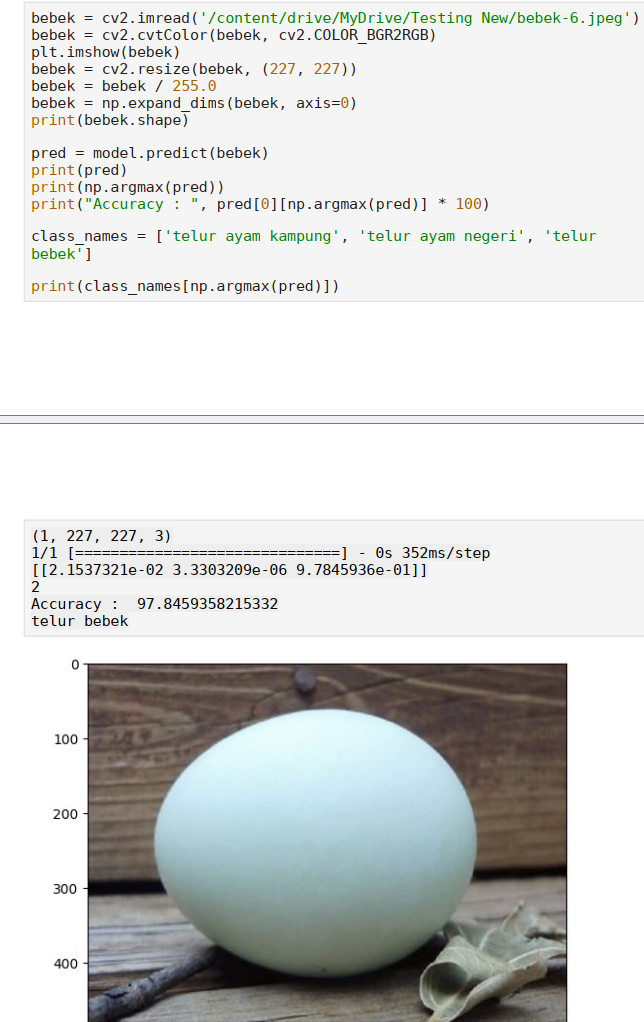 bebek = cv2.imread('/content/drive/MyDrive/Testing New/bebek-6.jpeg')
bebek = cv2.cvtColor(bebek, cv2.COLOR_BGR2RGB)
plt.imshow(bebek)
bebek = cv2.resize(bebek, (227, 227))
bebek = bebek / 255.0
bebek = np.expand_dims(bebek, axis=0)
print(bebek.shape)
pred = model.predict(bebek)
print(pred)
print(np.argmax(pred))
print("Accuracy : ", pred[0][np.argmax(pred)] * 100)
class_names = ['telur ayam kampung', 'telur ayam negeri', 'telur
bebek']
print(class_names[np.argmax(pred)])
(1, 227, 227, 3)
1/1 [==============================] - 0s 352ms/step
[[2.1537321e-02 3.3303209e-06 9.7845936e-01]]
2
Accuracy :  97.8459358215332
telur bebek
0
100
200
300
400